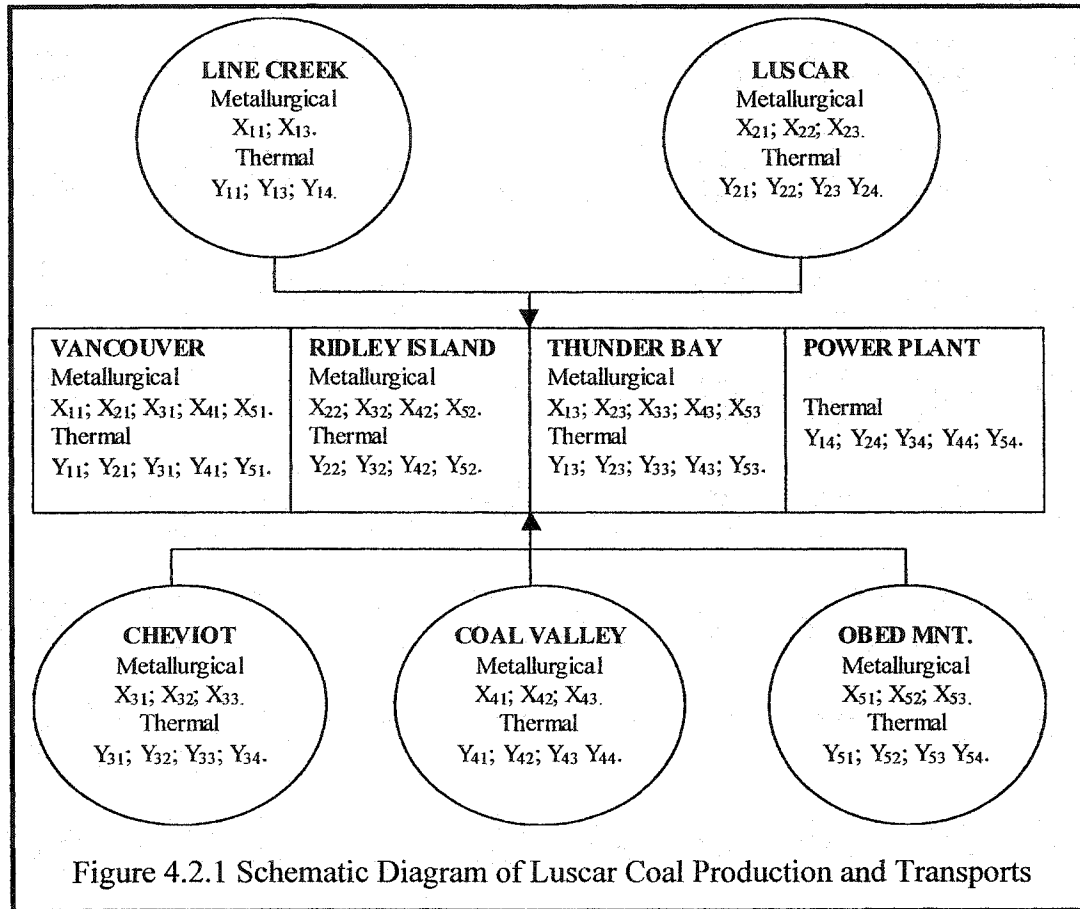 LINE CREEK
Metallurgical
X₁₁; X₁₃.
Thermal
Y₁₁; Y₁₃; Y₁₄.
LUSCAR
Metallurgical
X₂₁; X₂₂; X₂₃.
Thermal
Y₂₁; Y₂₂; Y₂₃ Y₂₄.
VANCOUVER
Metallurgical
X₁₁; X₂₁; X₃₁; X₄₁; X₅₁.
Thermal
Y₁₁; Y₂₁; Y₃₁; Y₄₁; Y₅₁.
RIDLEY ISLAND
Metallurgical
X₂₂; X₃₂; X₄₂; X₅₂.
Thermal
Y₂₂; Y₃₂; Y₄₂; Y₅₂.
THUNDER BAY
Metallurgical
X₁₃; X₂₃; X₃₃; X₄₃; X₅₃
Thermal
Y₁₃; Y₂₃; Y₃₃; Y₄₃; Y₅₃.
POWER PLANT
Thermal
Y₁₄; Y₂₄; Y₃₄; Y₄₄; Y₅₄.
CHEVIOT
Metallurgical
X₃₁; X₃₂; X₃₃.
Thermal
Y₃₁; Y₃₂; Y₃₃; Y₃₄.
COAL VALLEY
Metallurgical
X₄₁; X₄₂; X₄₃.
Thermal
Y₄₁; Y₄₂; Y₄₃ Y₄₄.
OBED MNT.
Metallurgical
X₅₁; X₅₂; X₅₃.
Thermal
Y₅₁; Y₅₂; Y₅₃ Y₅₄.
Figure 4.2.1 Schematic Diagram of Luscar Coal Production and Transports